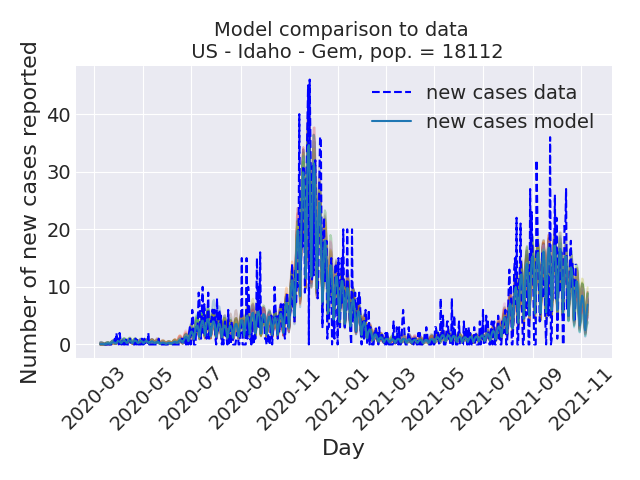 Model comparison to data
US - Idaho - Gem, pop. = 18112
Number of new cases reported
new cases data
new cases model
40
30
20
10
0
2020-03
2020-05
2020-07
2020-09
2020-11
2021-01
2021-03
2021-05
2021-07
2021-09
2021-11
Day